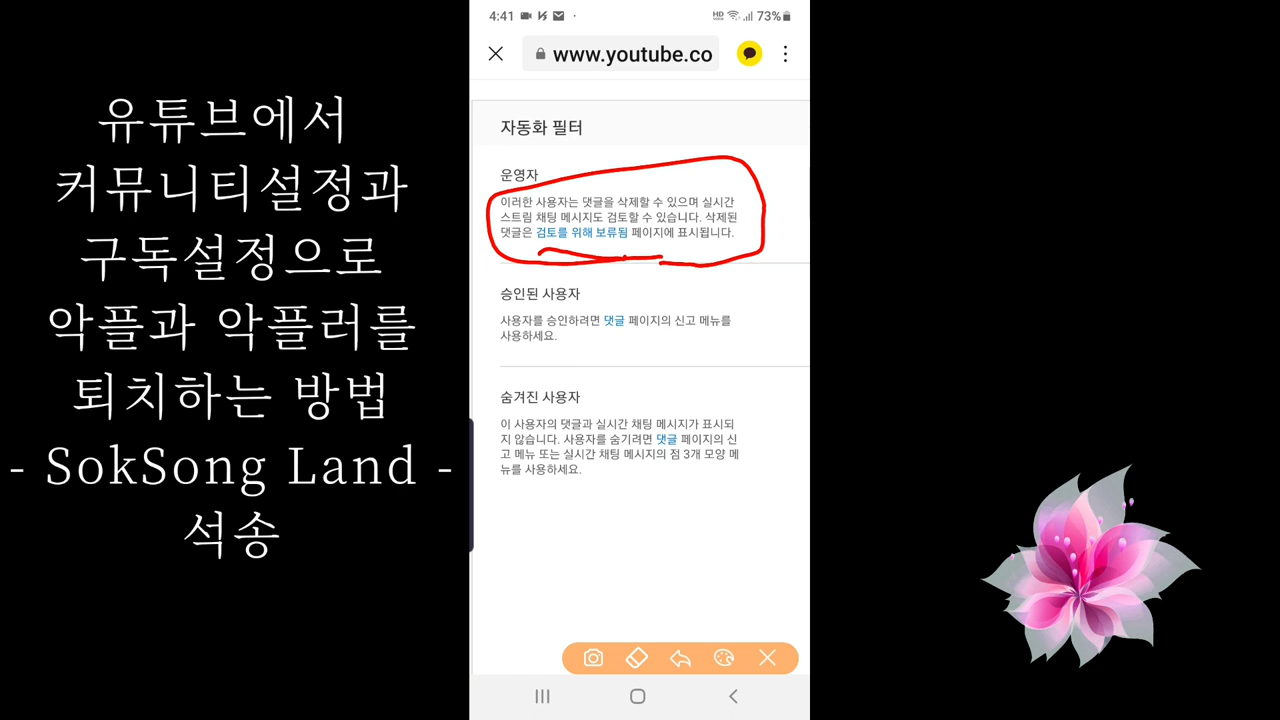 유튜브에서
커뮤니티설정과
구독설정으로
악플과 악플러를
퇴치하는 방법
- SokSong Land -
석송
4:41
73%
www.youtube.co
자동화 필터
운영자
이러한 사용자는 댓글을 삭제할 수 있으며 실시간
스트림 채팅 메시지도 검토할 수 있습니다. 삭제된
댓글은 검토를 위해 보류됨 페이지에 표시됩니다.
승인된 사용자
사용자를 승인하려면 댓글 페이지의 신고 메뉴를
사용하세요.
숨겨진 사용자
이 사용자의 댓글과 실시간 채팅 메시지가 표시되
지 않습니다. 사용자를 숨기려면 댓글 페이지의 신
고 메뉴 또는 실시간 채팅 메시지의 점 3개 모양 메
뉴를 사용하세요.